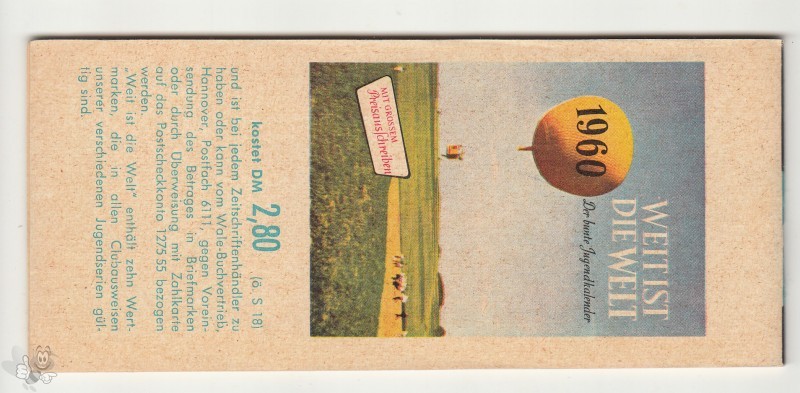 WEIT IST
DIE WELT
Der bunte Jugendkalender
1960
MIT GROSSEM
Preisausschreiben
kostet DM 2,80 (ö. S 18)
und ist bei jedem Zeitschriftenhändler zu
haben oder kann vom Wale-Buchvertrieb,
Hannover, Postfach 6111, gegen Vorein-
sendung des Betrages in Briefmarken
oder durch Überweisung mit Zahlkarte
auf das Postscheckkonto 1275 55 bezogen
werden.
„Weit ist die Welt" enthält zehn Wert-
marken, die in allen Clubausweisen
unserer verschiedenen Jugendserien gül-
tig sind.